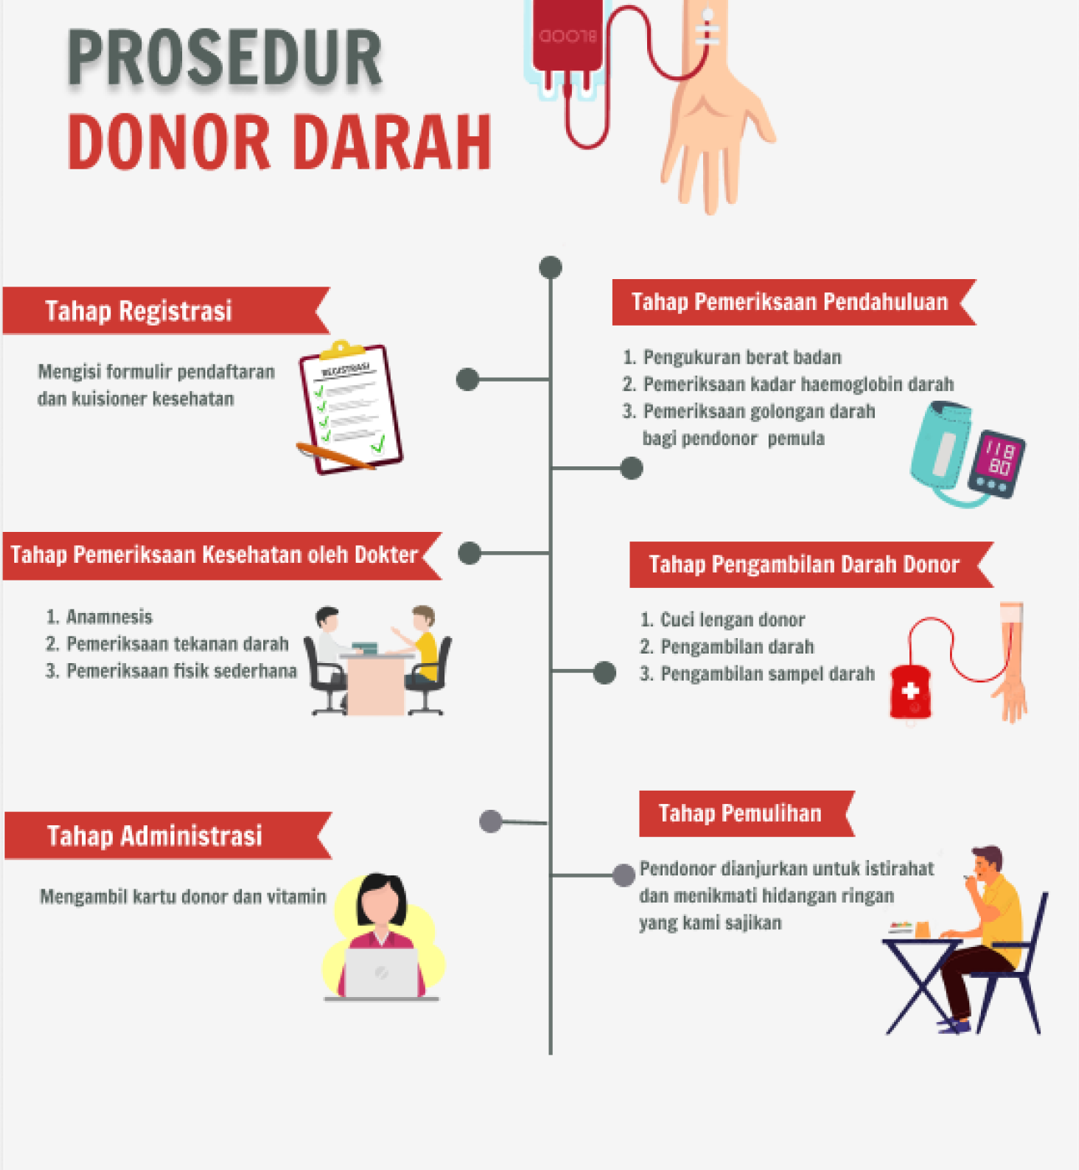 PROSEDUR
DONOR DARAH
BLOOD
Tahap Registrasi
Mengisi formulir pendaftaran
dan kuisioner kesehatan
REGISTRASI
Tahap Pemeriksaan Pendahuluan
1. Pengukuran berat badan
2. Pemeriksaan kadar haemoglobin darah
3. Pemeriksaan golongan darah
bagi pendonor pemula
118
80
Tahap Pemeriksaan Kesehatan oleh Dokter
1. Anamnesis
2. Pemeriksaan tekanan darah
3. Pemeriksaan fisik sederhana
Tahap Pengambilan Darah Donor
1. Cuci lengan donor
2. Pengambilan darah
3. Pengambilan sampel darah
Tahap Administrasi
Mengambil kartu donor dan vitamin
Tahap Pemulihan
Pendonor dianjurkan untuk istirahat
dan menikmati hidangan ringan
yang kami sajikan